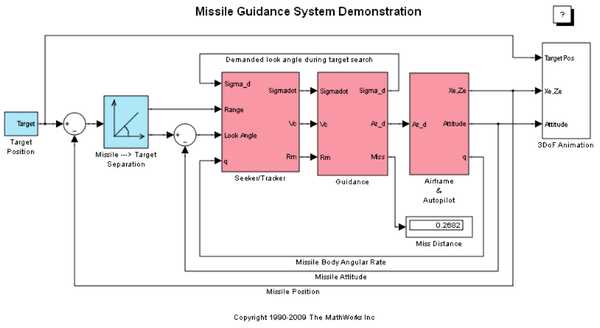 Missile Guidance System Demonstration
?
Demanded look angle during target search
Target
Target
Position
+
-
Missile ---> Target
Separation
+
-
Sigma_d
Range
Look Angle
q
Sigmadot
Vc
Rm
Seeker/Tracker
Sigmadot
Vc
Rm
Sigma_d
Az_d
Miss
Guidance
Az_d
Xe,Ze
Attitude
q
Airframe
&
Autopilot
TargetPos
Xe,Ze
Attitude
3DoF Animation
0.2682
Miss Distance
Missile Body Angular Rate
Missile Attitude
Missile Position
Copyright 1990-2009 The MathWorks Inc